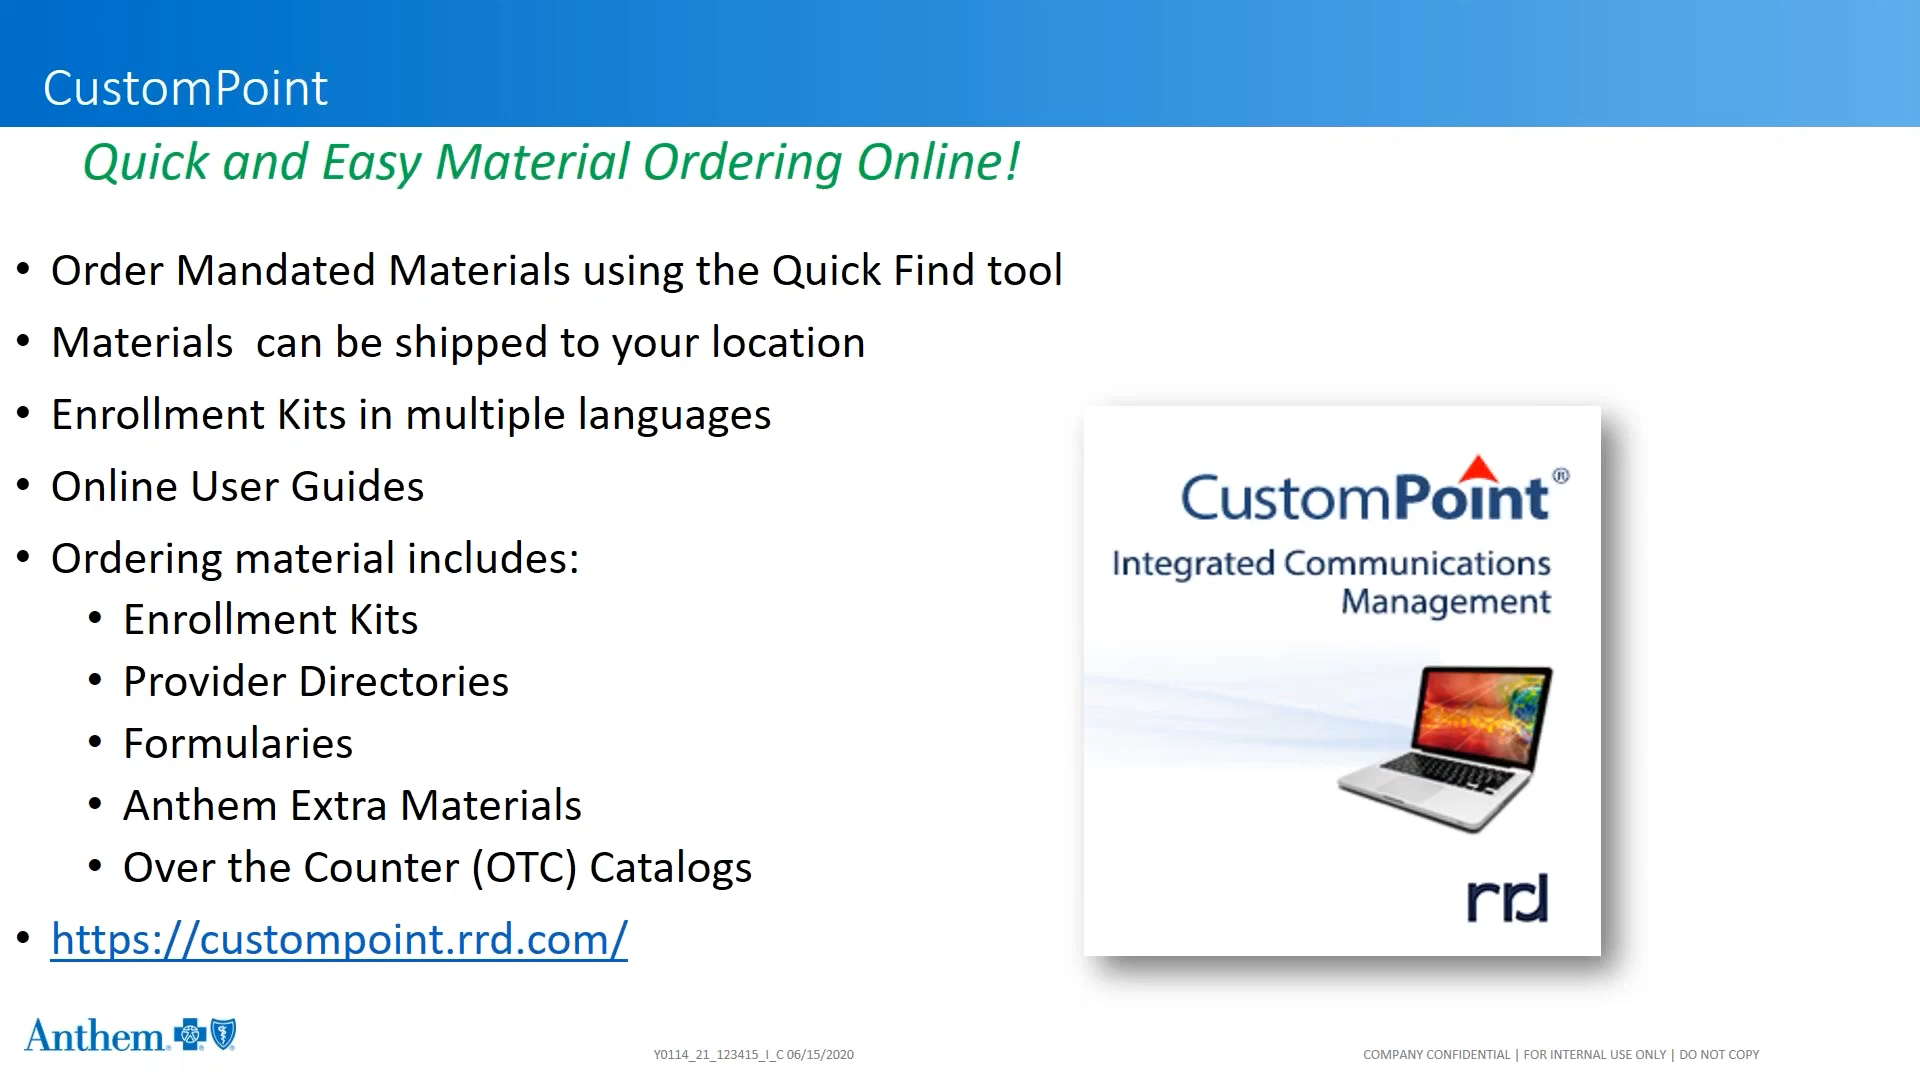 CustomPoint
Quick and Easy Material Ordering Online!
• Order Mandated Materials using the Quick Find tool
• Materials  can be shipped to your location
• Enrollment Kits in multiple languages
• Online User Guides
• Ordering material includes:
• Enrollment Kits
• Provider Directories
• Formularies
• Anthem Extra Materials
• Over the Counter (OTC) Catalogs
• https://custompoint.rrd.com/
CustomPoint®
Integrated Communications
Management
rrd
Anthem
Y0114_21_123415_I_C 06/15/2020
COMPANY CONFIDENTIAL | FOR INTERNAL USE ONLY | DO NOT COPY